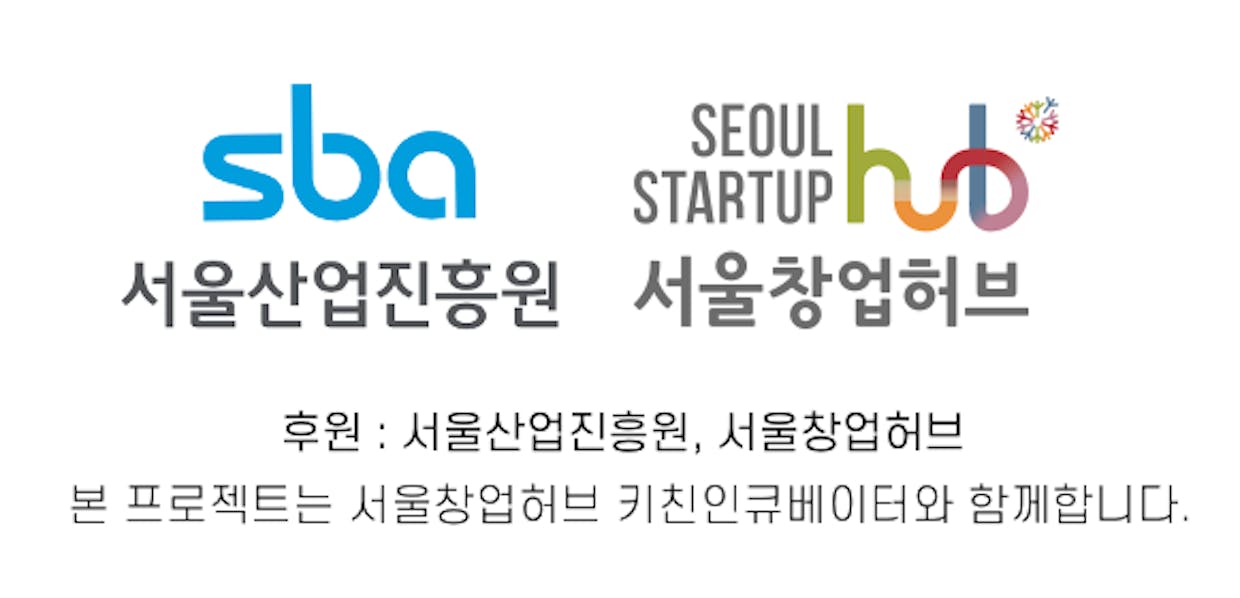 sba
서울산업진흥원
SEOUL
STARTUP
hub
서울창업허브
후원 : 서울산업진흥원, 서울창업허브
본 프로젝트는 서울창업허브 키친인큐베이터와 함께합니다.